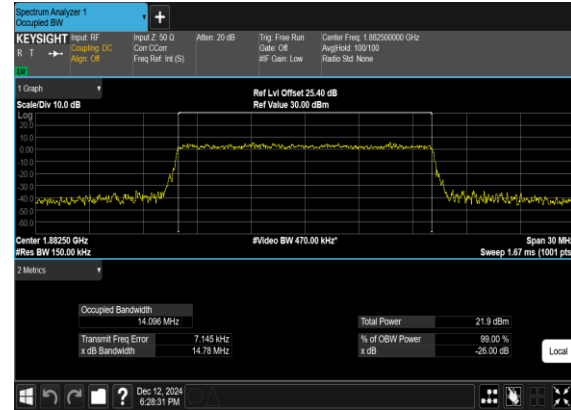 Spectrum Analyzer 1
Occupied BW
+
KEYSIGHT Input: RF Input Z: 50 Ω Atten: 20 dB Trig: Free Run Center Freq: 1.882500000 GHz
R T Coupling: DC Corr CCorr Gate: Off Avg|Hold: 100/100
Align: Off Freq Ref: Int (S) #IF Gain: Low Radio Std: None
LV
1 Graph
Ref Lvl Offset 25.40 dB
Scale/Div 10.0 dB Ref Value 30.00 dBm
Log
20.0
10.0
0.00
-10.0
-20.0
-30.0
-40.0
-50.0
-60.0
Center 1.88250 GHz #Video BW 470.00 kHz* Span 30 MHz
#Res BW 150.00 kHz Sweep 1.67 ms (1001 pts
2 Metrics
Occupied Bandwidth
14.096 MHz Total Power 21.9 dBm
Transmit Freq Error 7.145 kHz % of OBW Power 99.00 %
x dB Bandwidth 14.78 MHz x dB -26.00 dB
Local
? Dec 12, 2024
6:28:31 PM